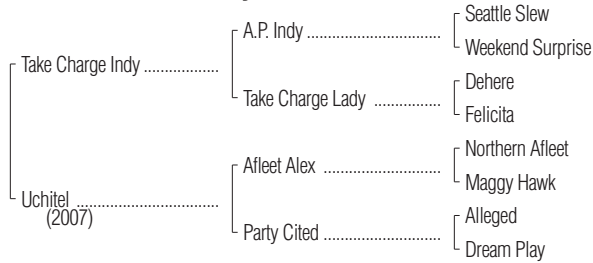 Seattle Slew
A.P. Indy ........................
Weekend Surprise
Take Charge Indy .................
Dehere
Take Charge Lady ...............
Felicita
Northern Afleet
Afleet Alex ..........................
Maggy Hawk
Uchitel ................................
(2007)
Alleged
Party Cited ..........................
Dream Play